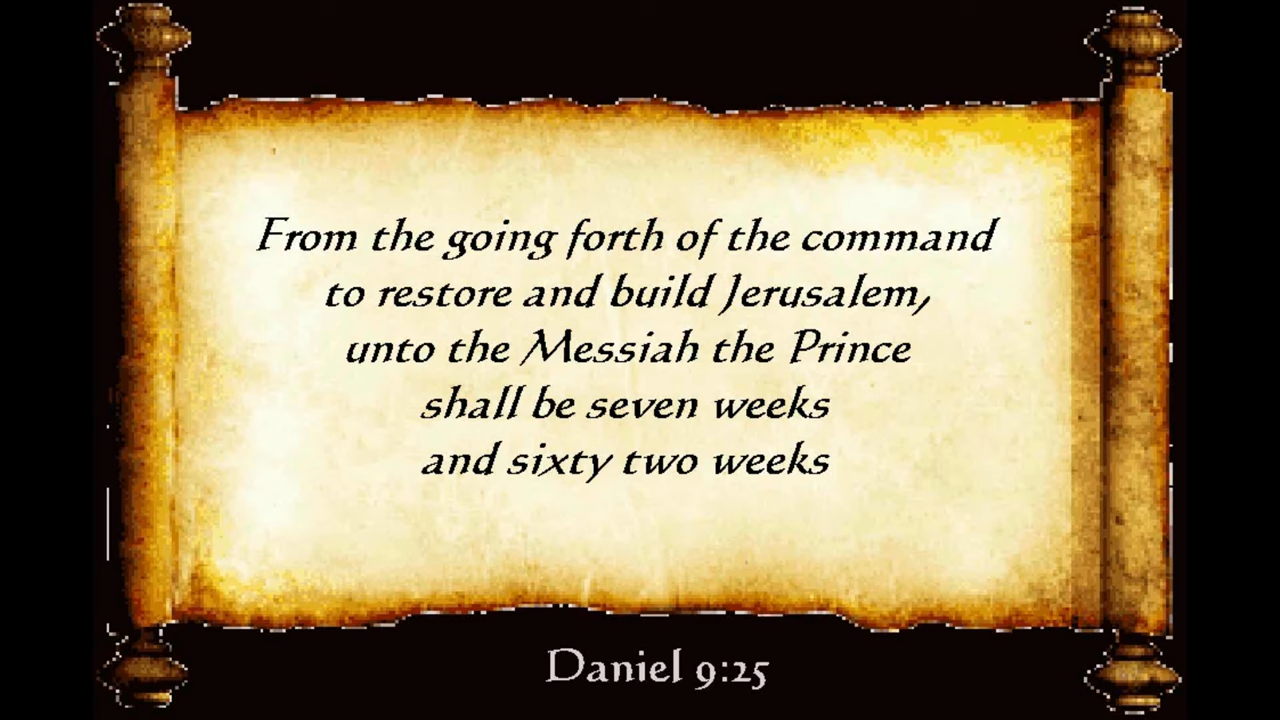 From the going forth of the command
to restore and build Jerusalem,
unto the Messiah the Prince
shall be seven weeks
and sixty two weeks
Daniel 9:25